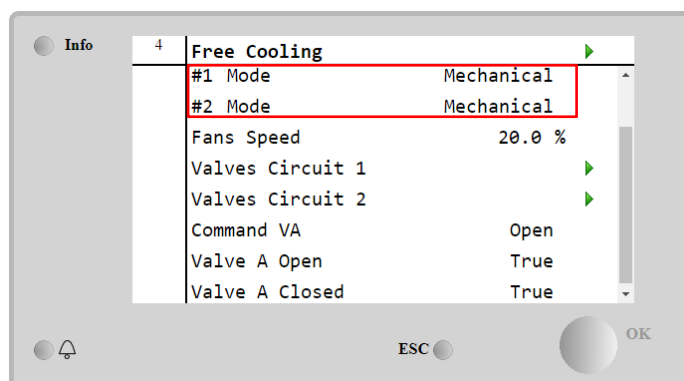 Info
4 Free Cooling
#1 Mode Mechanical
#2 Mode Mechanical
Fans Speed 20.0 %
Valves Circuit 1
Valves Circuit 2
Command VA Open
Valve A Open True
Valve A Closed True
ESC
OK